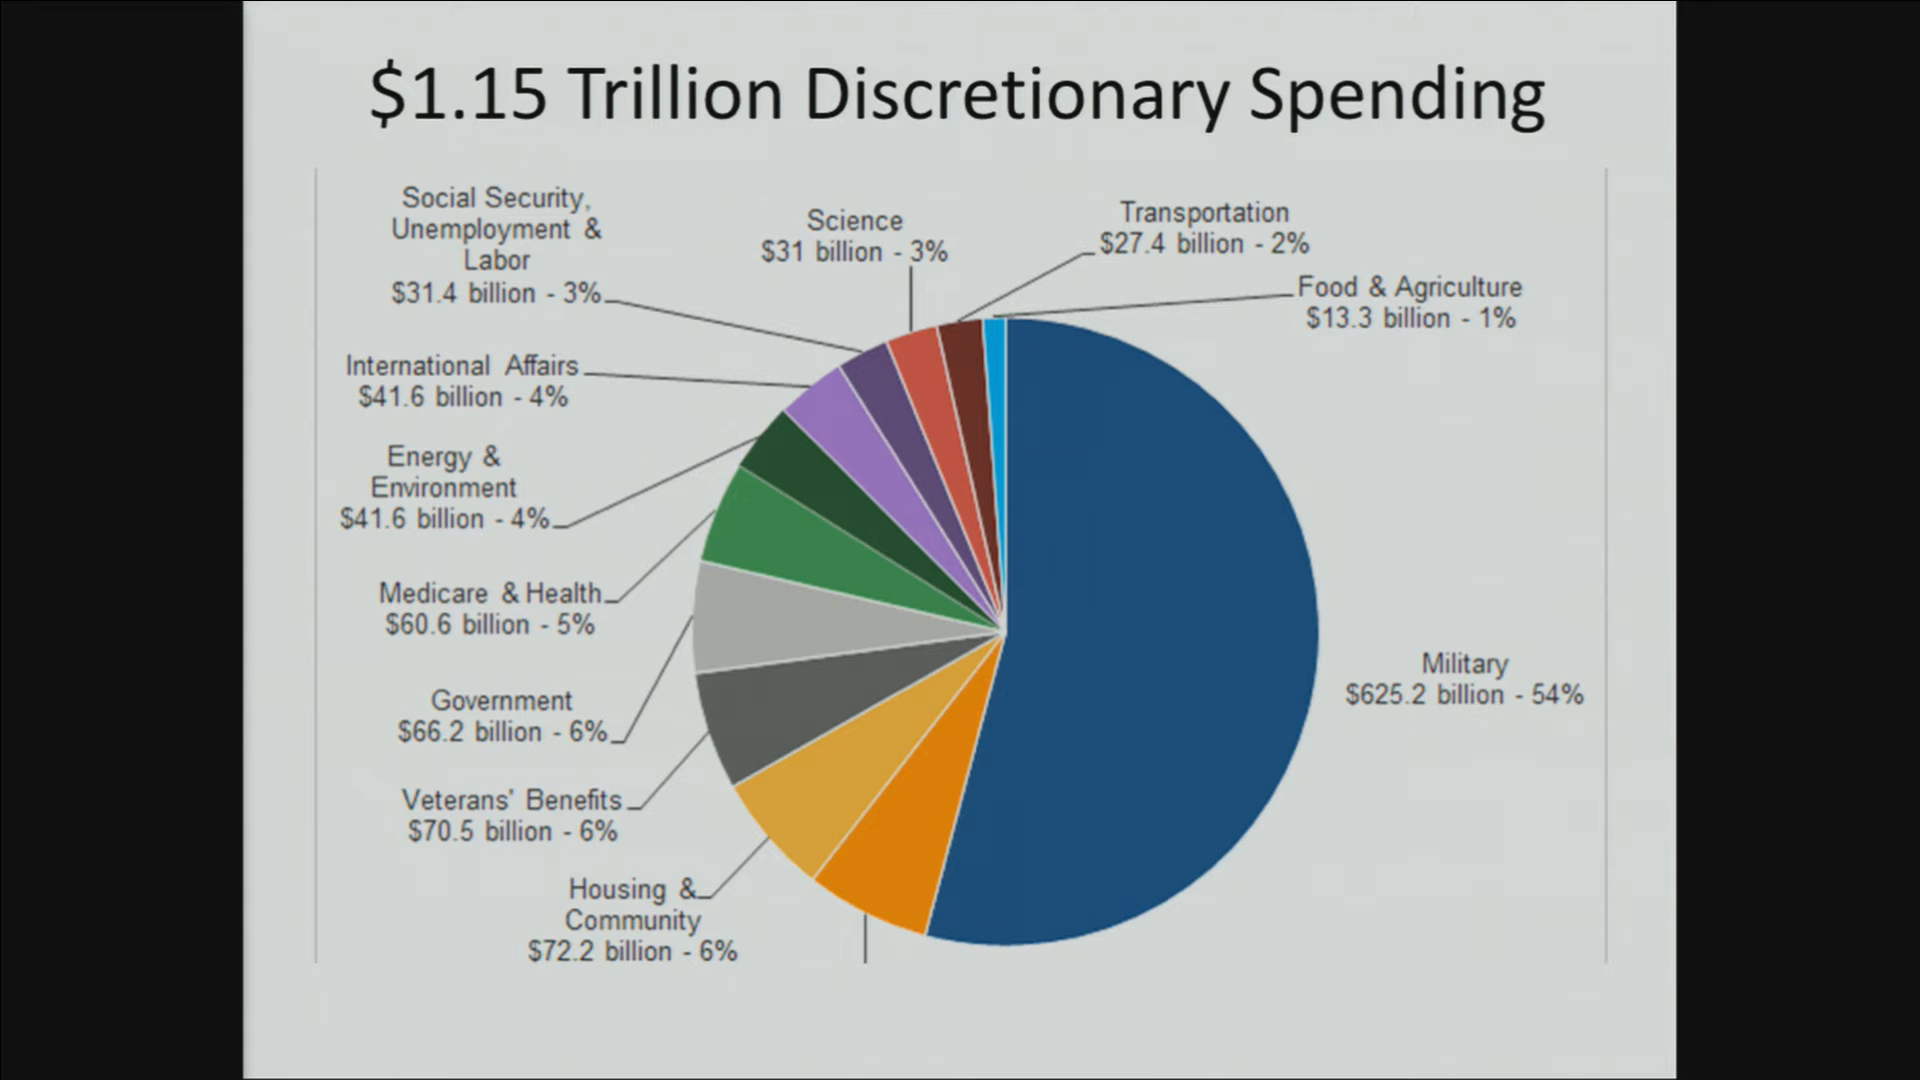 $1.15 Trillion Discretionary Spending
Social Security,
Unemployment &
Labor
$31.4 billion - 3%
Science
$31 billion - 3%
Transportation
$27.4 billion - 2%
Food & Agriculture
$13.3 billion - 1%
International Affairs
$41.6 billion - 4%
Energy &
Environment
$41.6 billion - 4%
Medicare & Health
$60.6 billion - 5%
Government
$66.2 billion - 6%
Military
$625.2 billion - 54%
Veterans' Benefits
$70.5 billion - 6%
Housing &
Community
$72.2 billion - 6%